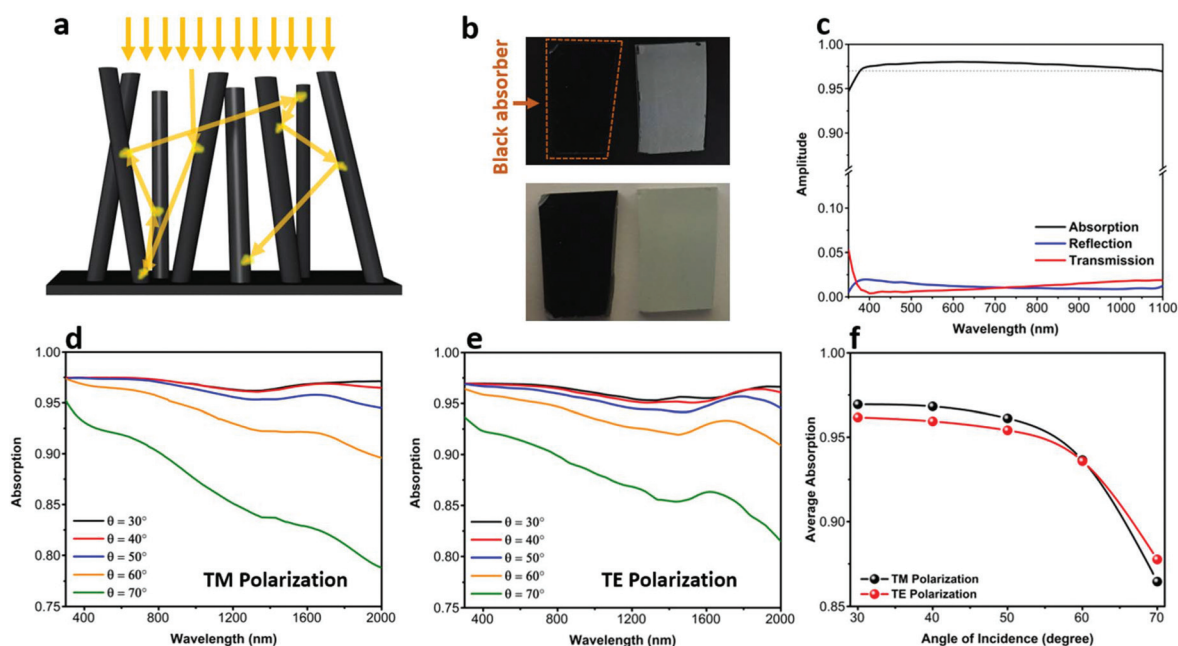 a
b
Black absorber
c
1.00
0.975
0.950
0.10
0.05
0.00
Amplitude
Absorption
Reflection
Transmission
400 500 600 700 800 900 1000 1100
Wavelength (nm)
d
1.00
0.95
0.90
0.85
0.80
0.75
Absorption
θ = 30°
θ = 40°
θ = 50°
θ = 60°
θ = 70°
TM Polarization
400 800 1200 1600 2000
Wavelength (nm)
e
1.00
0.95
0.90
0.85
0.80
0.75
Absorption
θ = 30°
θ = 40°
θ = 50°
θ = 60°
θ = 70°
TE Polarization
400 800 1200 1600 2000
Wavelength (nm)
f
1.00
0.95
0.90
0.85
Average Absorption
TM Polarization
TE Polarization
30 40 50 60 70
Angle of Incidence (degree)